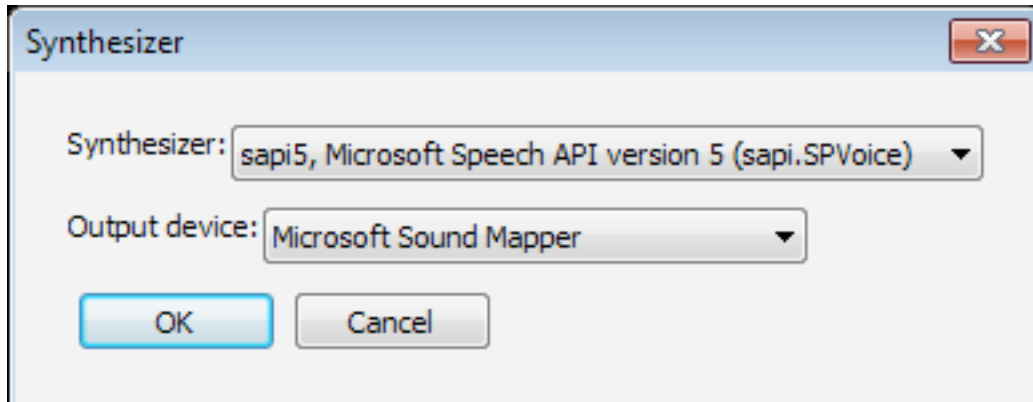 Synthesizer
Synthesizer: sapi5, Microsoft Speech API version 5 (sapi.SPVoice)
Output device: Microsoft Sound Mapper
OK Cancel